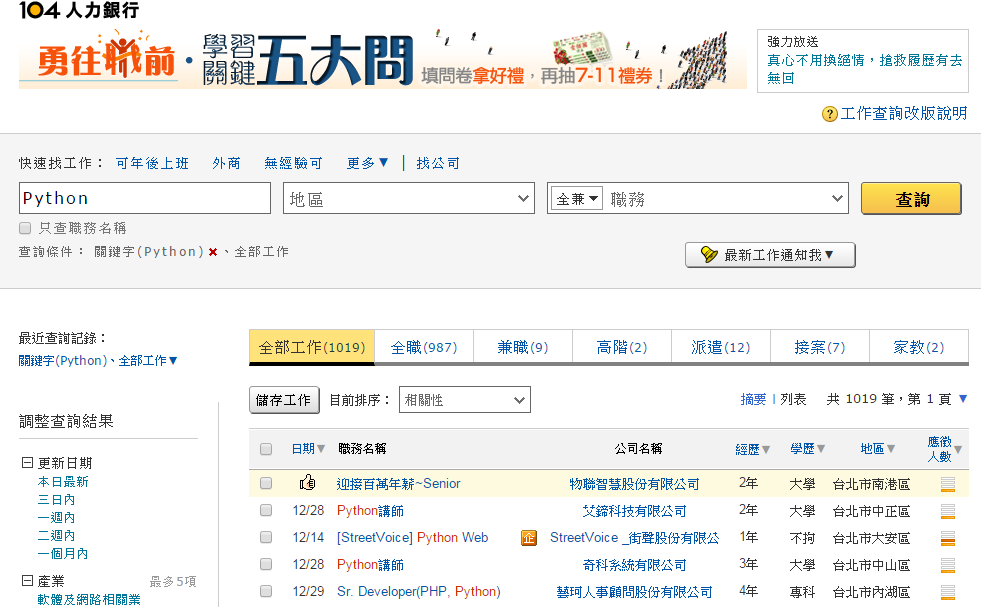 104 人力銀行
勇往職前・學習關鍵五大問
填問卷拿好禮，再抽7-11禮券！
強力放送
真心不用換絕情，搶救履歷有去
無回
? 工作查詢改版說明
快速找工作： 可年後上班 外商 無經驗可 更多▼ | 找公司
Python 地區 全兼▼ 職務 查詢
只查職務名稱
查詢條件： 關鍵字(Python)×、全部工作
最新工作通知我▼
最近查詢記錄：
關鍵字(Python)、全部工作▼
全部工作(1019) 全職(987) 兼職(9) 高階(2) 派遣(12) 接案(7) 家教(2)
儲存工作 目前排序： 相關性 摘要 | 列表 共 1019 筆，第 1 頁 ▼
調整查詢結果
更新日期
本日最新
三日內
一週內
二週內
一個月內
產業 最多5項
軟體及網路相關業
日期▼ 職務名稱 公司名稱 經歷▼ 學歷▼ 地區▼ 應徵人數▼
迎接百萬年薪~Senior 物聯智慧股份有限公司 2年 大學 台北市南港區
12/28 Python講師 艾鍗科技有限公司 2年 大學 台北市中正區
12/14 [StreetVoice] Python Web 企 StreetVoice _街聲股份有限公 1年 不拘 台北市大安區
12/28 Python講師 奇科系統有限公司 3年 大學 台北市中山區
12/29 Sr. Developer(PHP, Python) 藝珂人事顧問股份有限公司 4年 專科 台北市內湖區